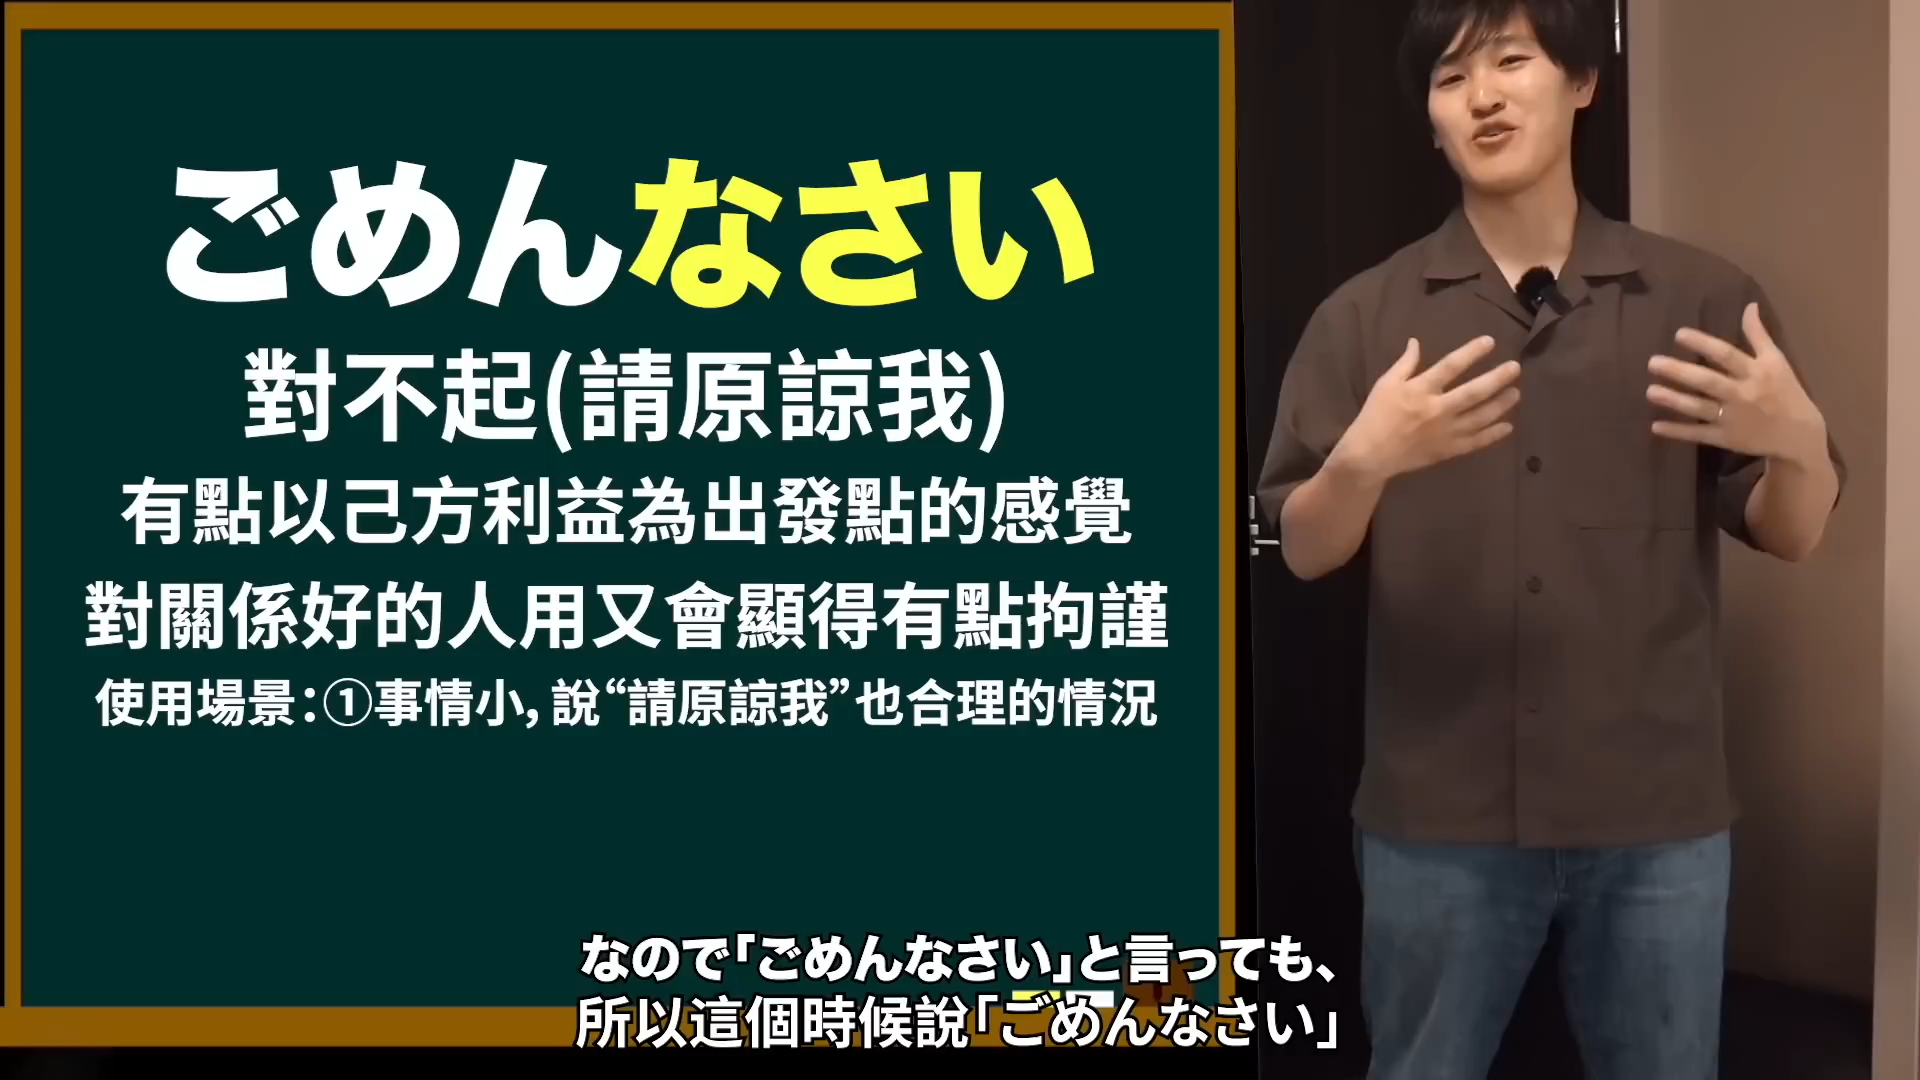 ごめんなさい
對不起(請原諒我)
有點以己方利益為出發點的感覺
對關係好的人用又會顯得有點拘謹
使用場景：①事情小，說“請原諒我”也合理的情況
なので「ごめんなさい」と言っても、
所以這個時候說「ごめんなさい」